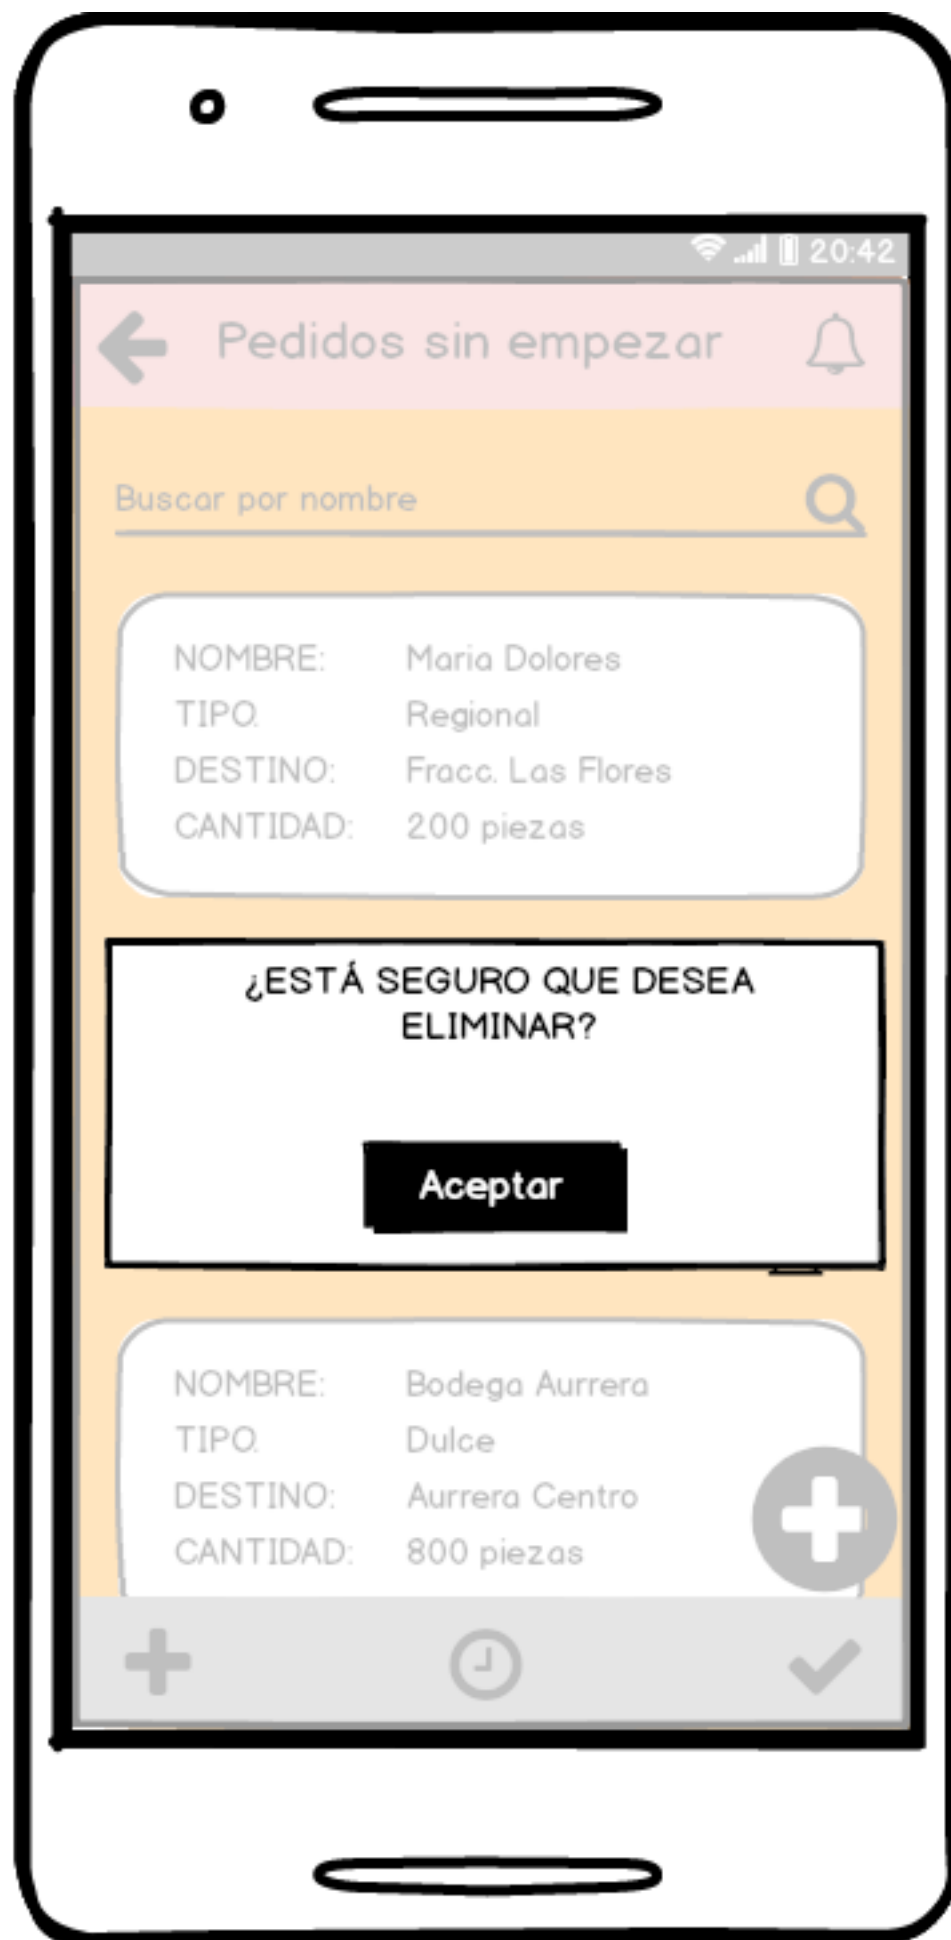 20:42
Pedidos sin empezar
Buscar por nombre
NOMBRE: Maria Dolores
TIPO. Regional
DESTINO: Fracc. Las Flores
CANTIDAD: 200 piezas
¿ESTÁ SEGURO QUE DESEA
ELIMINAR?
Aceptar
NOMBRE: Bodega Aurrera
TIPO. Dulce
DESTINO: Aurrera Centro
CANTIDAD: 800 piezas